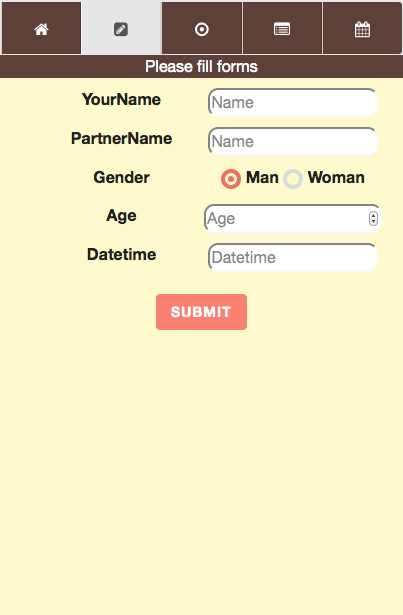 Please fill forms
YourName Name
PartnerName Name
Gender Man Woman
Age Age
Datetime Datetime
SUBMIT